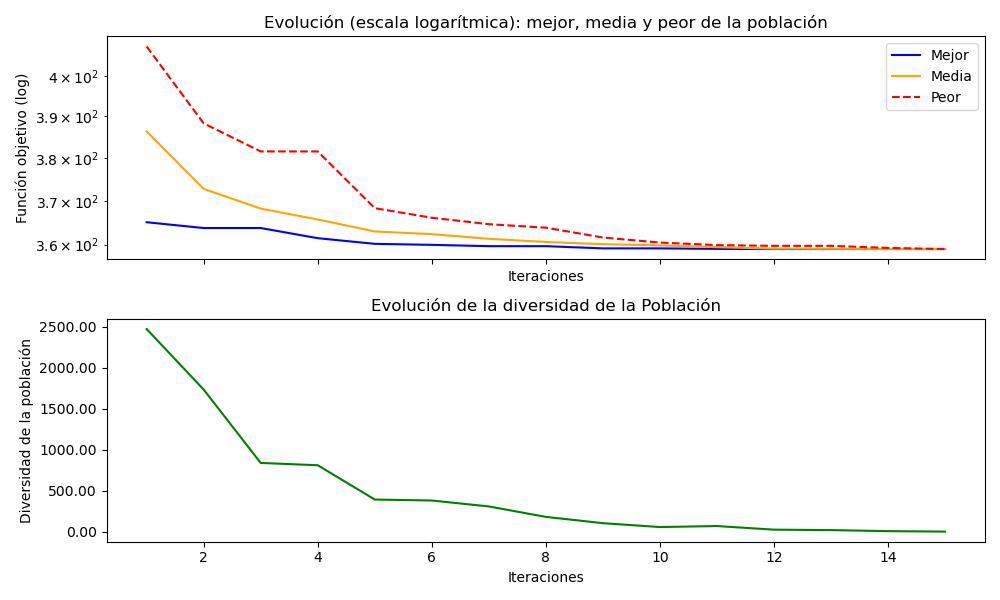 Evolución (escala logarítmica): mejor, media y peor de la población
Función objetivo (log)
4 × 10²
3.9 × 10²
3.8 × 10²
3.7 × 10²
3.6 × 10²
Mejor
Media
Peor
Iteraciones
Evolución de la diversidad de la Población
Diversidad de la población
2500.00
2000.00
1500.00
1000.00
500.00
0.00
2 4 6 8 10 12 14
Iteraciones